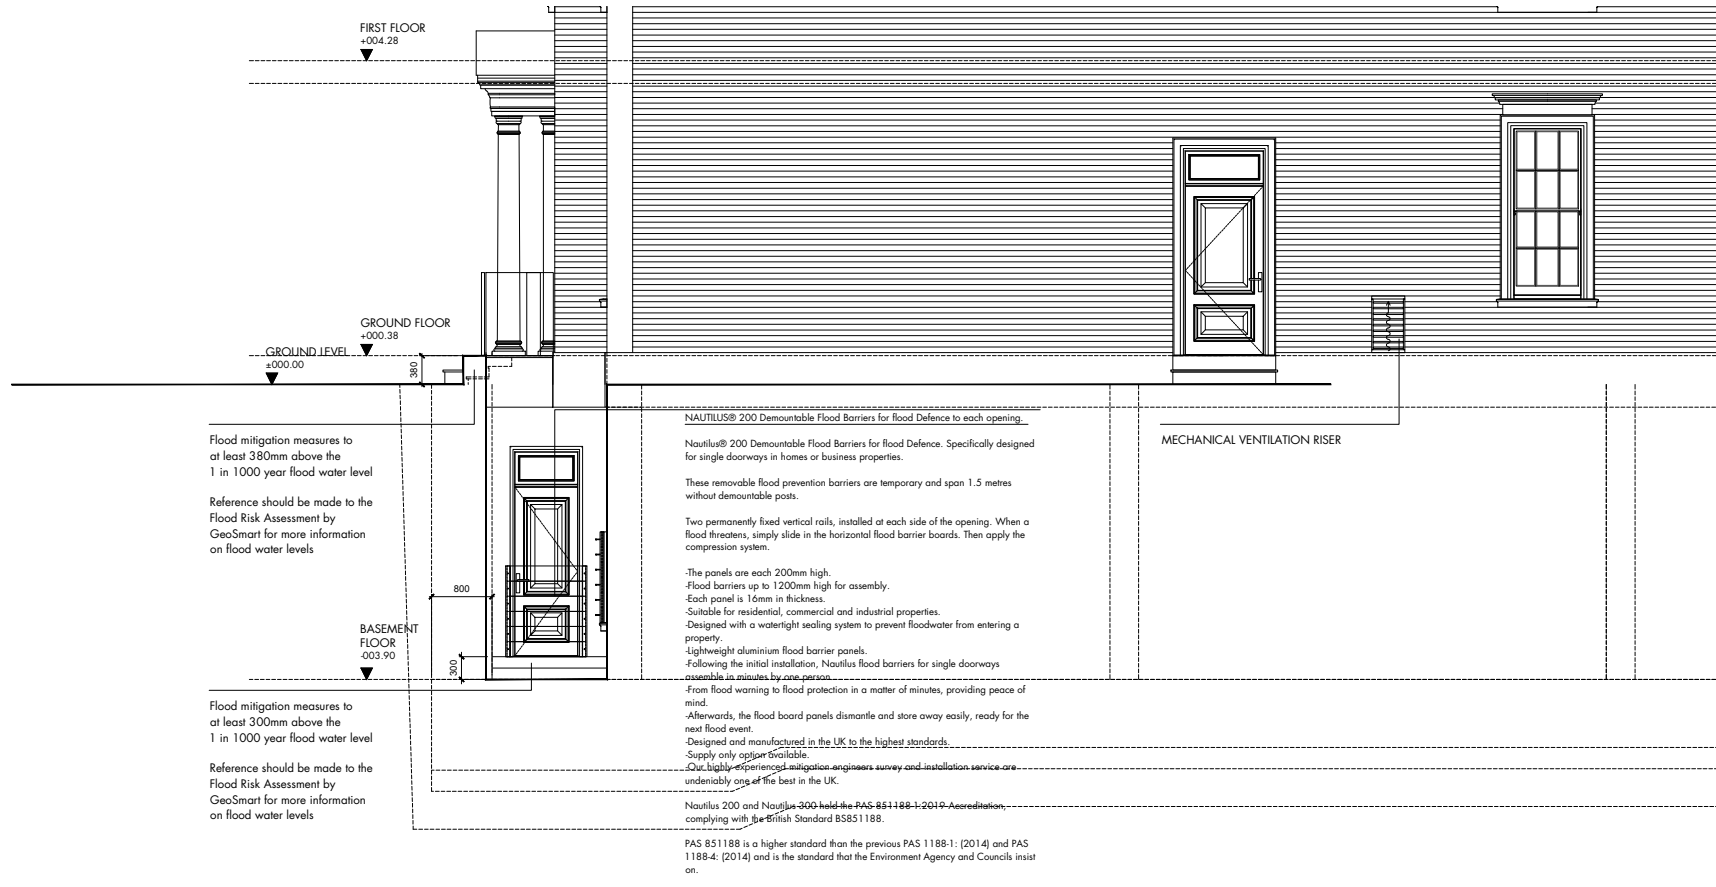 FIRST FLOOR
+004.28
GROUND FLOOR
+000.38
GROUND LEVEL
±000.00
380
Flood mitigation measures to
at least 380mm above the
1 in 1000 year flood water level
Reference should be made to the
Flood Risk Assessment by
GeoSmart for more information
on flood water levels
800
BASEMENT
FLOOR
-003.90
300
Flood mitigation measures to
at least 300mm above the
1 in 1000 year flood water level
Reference should be made to the
Flood Risk Assessment by
GeoSmart for more information
on flood water levels
NAUTILUS® 200 Demountable Flood Barriers for flood Defence to each opening.
Nautilus® 200 Demountable Flood Barriers for flood Defence. Specifically designed
for single doorways in homes or business properties.
These removable flood prevention barriers are temporary and span 1.5 metres
without demountable posts.
Two permanently fixed vertical rails, installed at each side of the opening. When a
flood threatens, simply slide in the horizontal flood barrier boards. Then apply the
compression system.
-The panels are each 200mm high.
-Flood barriers up to 1200mm high for assembly.
-Each panel is 16mm in thickness.
-Suitable for residential, commercial and industrial properties.
-Designed with a watertight sealing system to prevent floodwater from entering a
property.
-Lightweight aluminium flood barrier panels.
-Following the initial installation, Nautilus flood barriers for single doorways
assemble in minutes by one person
-From flood warning to flood protection in a matter of minutes, providing peace of
mind.
-Afterwards, the flood board panels dismantle and store away easily, ready for the
next flood event.
-Designed and manufactured in the UK to the highest standards.
-Supply only option available.
-Our highly experienced mitigation engineers survey and installation service are
undeniably one of the best in the UK.
Nautilus 200 and Nautilus 300 hold the PAS 851188-1:2019 Accreditation,
complying with the British Standard BS851188.
PAS 851188 is a higher standard than the previous PAS 1188-1: (2014) and PAS
1188-4: (2014) and is the standard that the Environment Agency and Councils insist
on.
MECHANICAL VENTILATION RISER